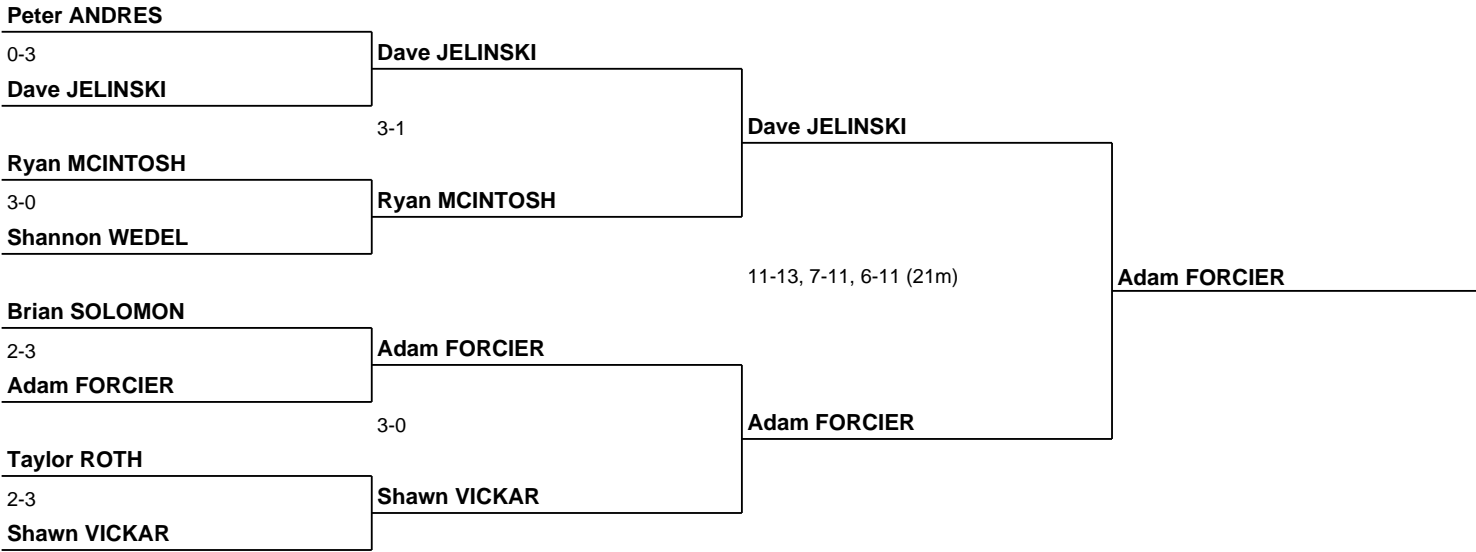 Peter ANDRES
0-3
Dave JELINSKI
Ryan MCINTOSH
3-0
Shannon WEDEL
Brian SOLOMON
2-3
Adam FORCIER
Taylor ROTH
2-3
Shawn VICKAR
Dave JELINSKI
3-1
Ryan MCINTOSH
Adam FORCIER
3-0
Shawn VICKAR
Dave JELINSKI
11-13, 7-11, 6-11 (21m)
Adam FORCIER
Adam FORCIER